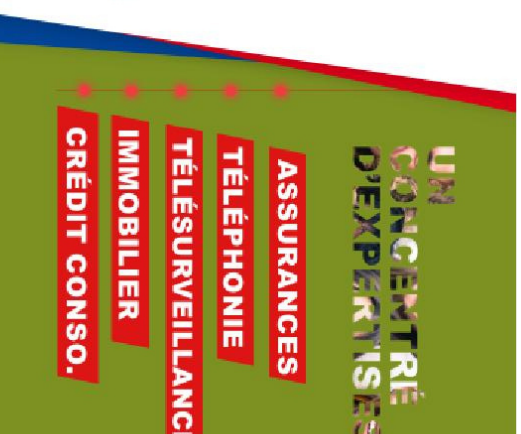 UN
CONCENTRÉ
D'EXPERTISES
ASSURANCES
TÉLÉPHONIE
TÉLÉSURVEILLANC
IMMOBILIER
CRÉDIT CONSO.